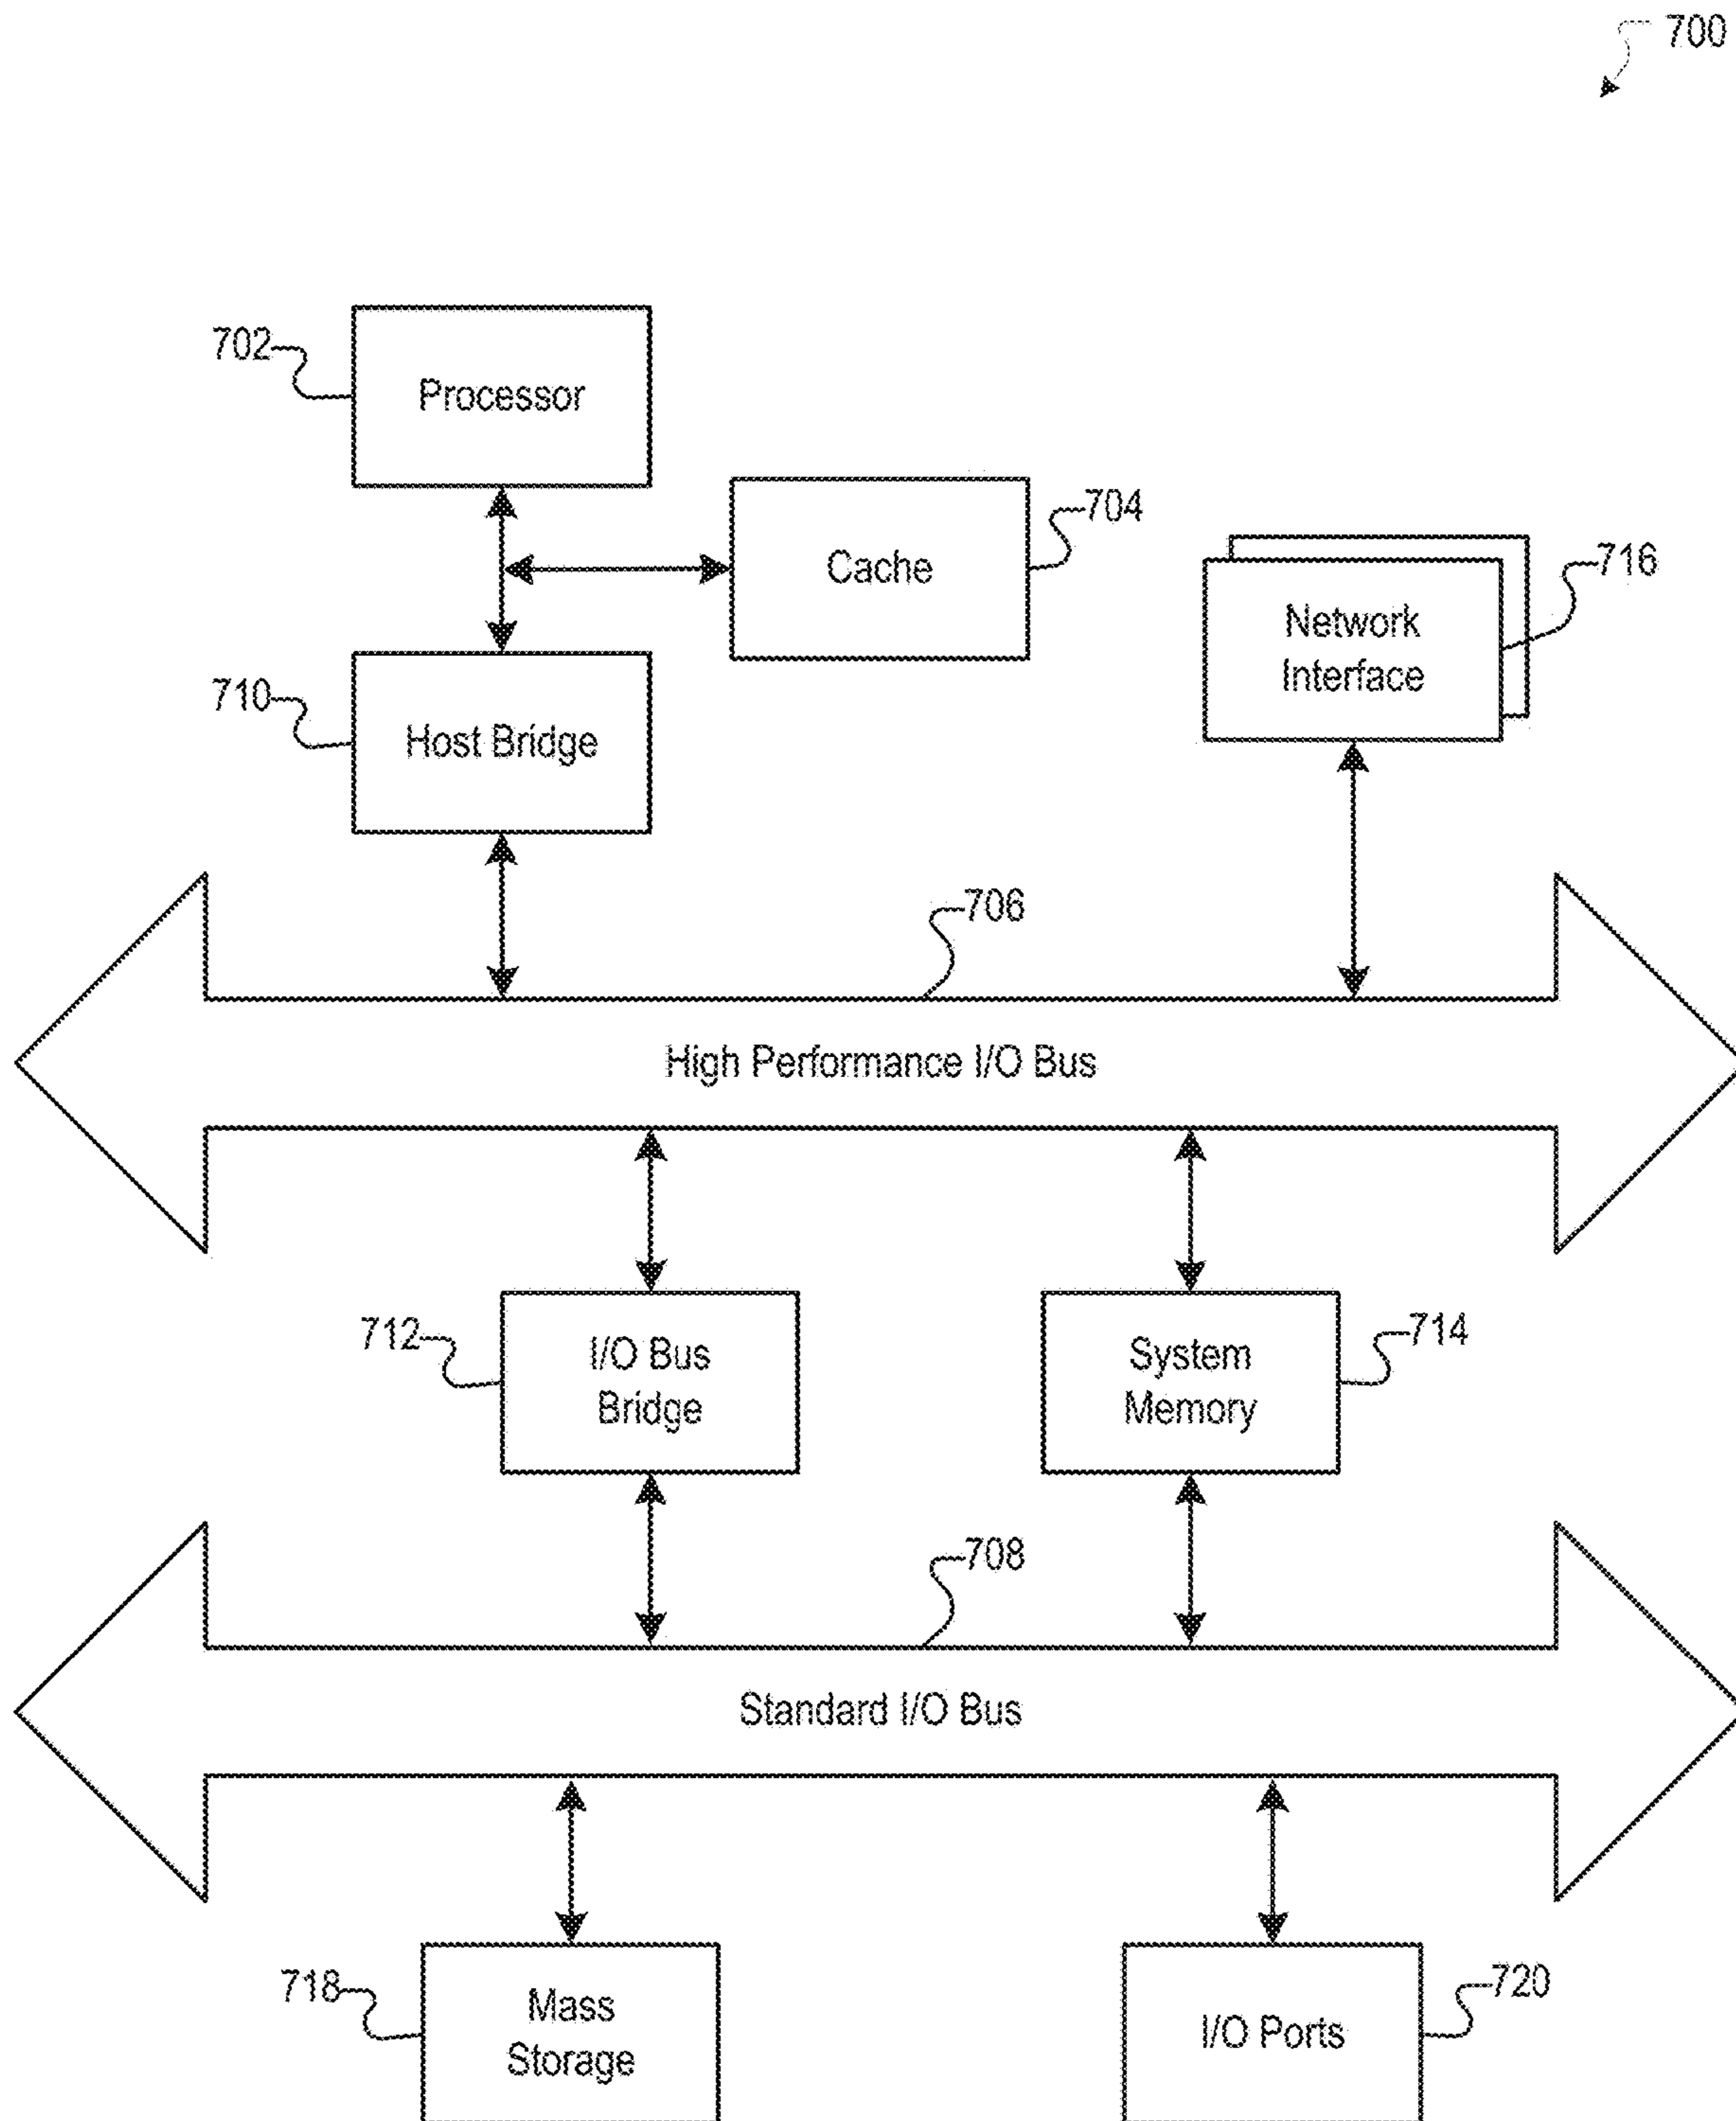 700
702
Processor
704
Cache
716
Network
Interface
710
Host Bridge
706
High Performance I/O Bus
712
I/O Bus
Bridge
714
System
Memory
708
Standard I/O Bus
718
Mass
Storage
720
I/O Ports